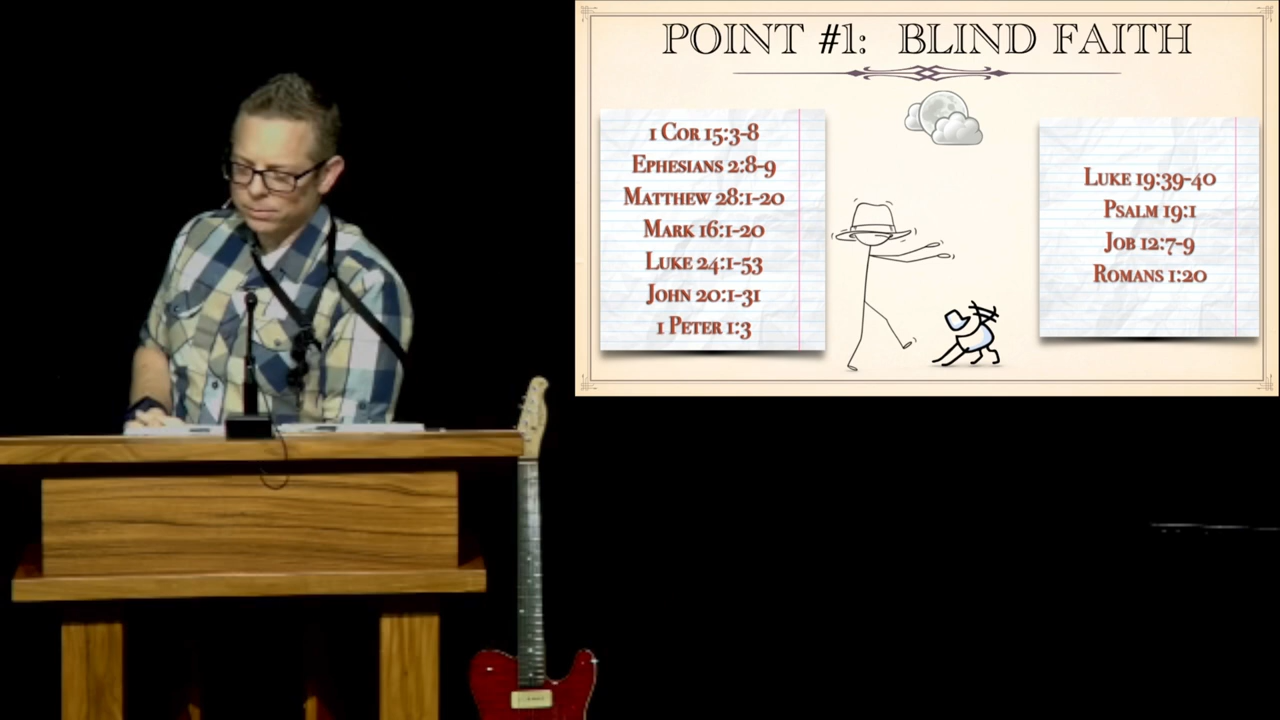 POINT #1: BLIND FAITH
1 Cor 15:3-8
Ephesians 2:8-9
Matthew 28:1-20
Mark 16:1-20
Luke 24:1-53
John 20:1-31
1 Peter 1:3
Luke 19:39-40
Psalm 19:1
Job 12:7-9
Romans 1:20